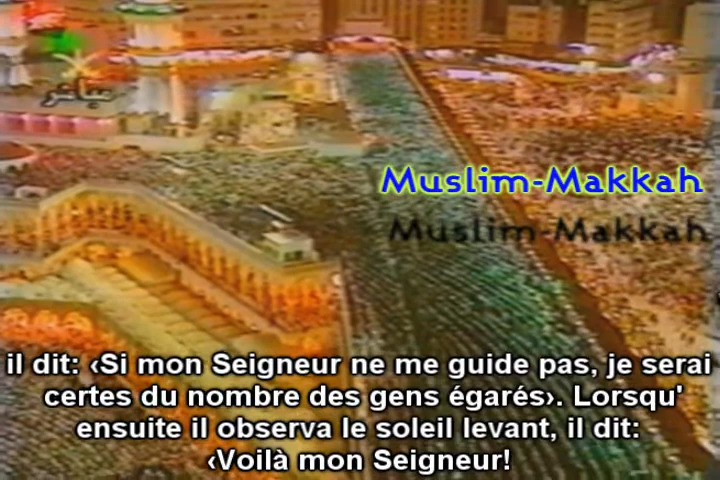 مباشر
Muslim-Makkah
Muslim-Makkah
il dit: ‹Si mon Seigneur ne me guide pas, je serai
certes du nombre des gens égarés›. Lorsqu'
ensuite il observa le soleil levant, il dit:
‹Voilà mon Seigneur!